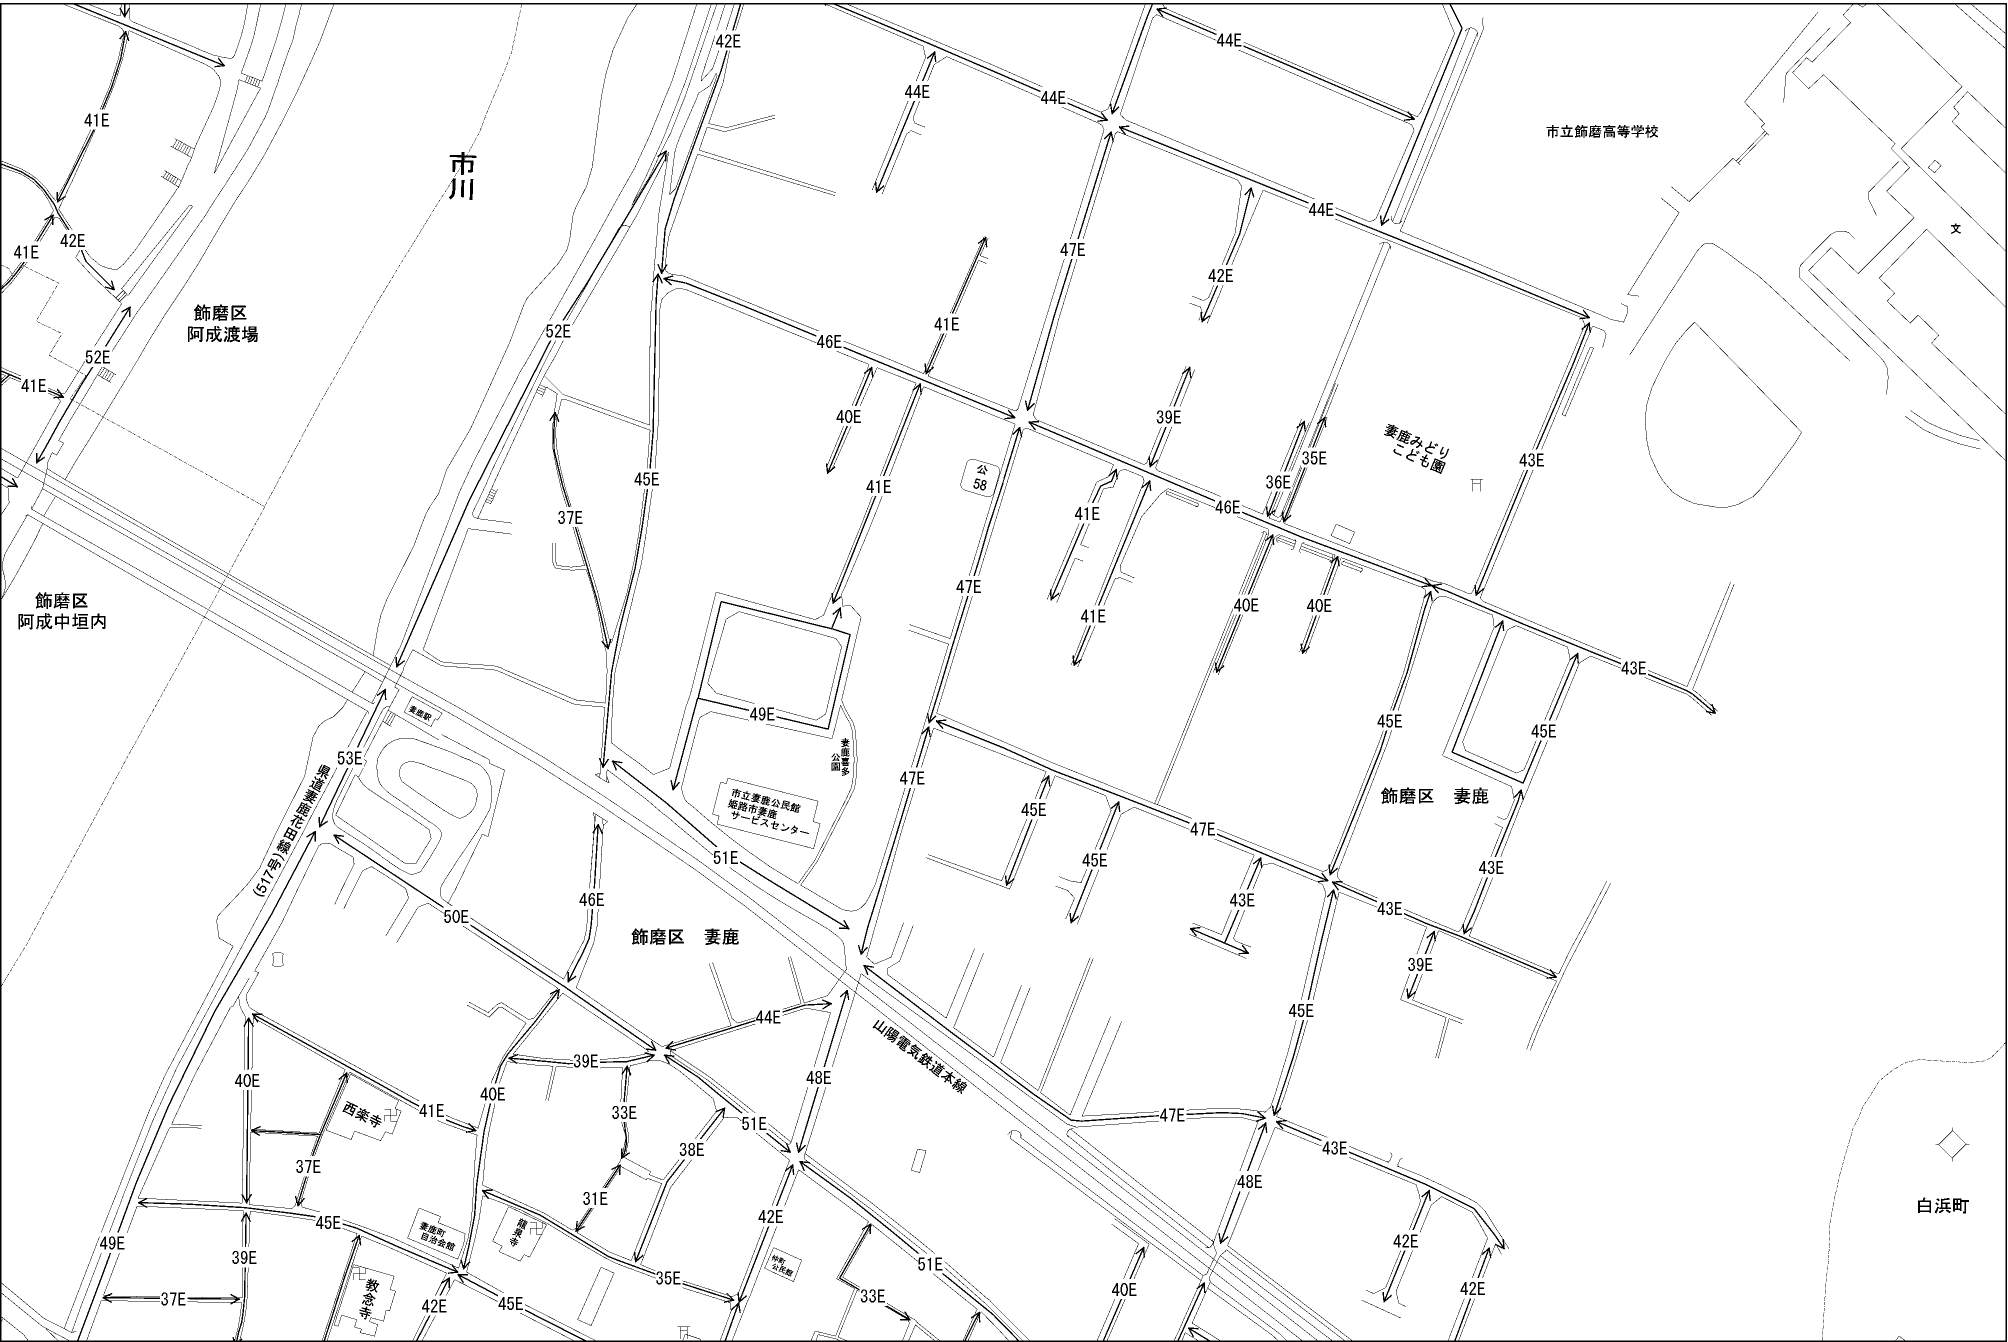 42E
44E
44E
44E
41E
市立飾磨高等学校
市川
44E
文
42E
41E
47E
42E
飾磨区
阿成渡場
41E
52E
46E
52E
41E
40E
39E
妻鹿みどり
こども園
43E
35E
公
58
45E
41E
36E
46E
37E
41E
47E
飾磨区
阿成中垣内
41E
40E
40E
43E
妻鹿駅
49E
45E
45E
妻鹿喜多
公園
53E
県道妻鹿花田線
(517号)
47E
市立妻鹿公民館
姫路市妻鹿
サービスセンター
飾磨区 妻鹿
45E
47E
51E
45E
43E
46E
43E
43E
50E
飾磨区 妻鹿
39E
44E
45E
山陽電気鉄道本線
39E
48E
40E
40E
41E
西楽寺
33E
47E
51E
38E
43E
37E
48E
31E
白浜町
45E
42E
妻鹿町
自治会館
龍泉寺
49E
39E
42E
仲町
公民館
51E
35E
42E
40E
33E
37E
教念寺
42E
45E